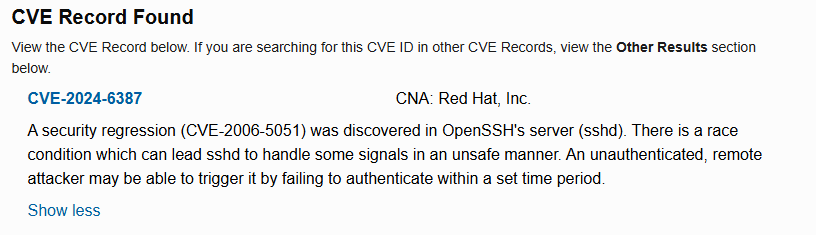 CVE Record Found
View the CVE Record below. If you are searching for this CVE ID in other CVE Records, view the Other Results section
below.
CVE-2024-6387 CNA: Red Hat, Inc.
A security regression (CVE-2006-5051) was discovered in OpenSSH's server (sshd). There is a race
condition which can lead sshd to handle some signals in an unsafe manner. An unauthenticated, remote
attacker may be able to trigger it by failing to authenticate within a set time period.
Show less